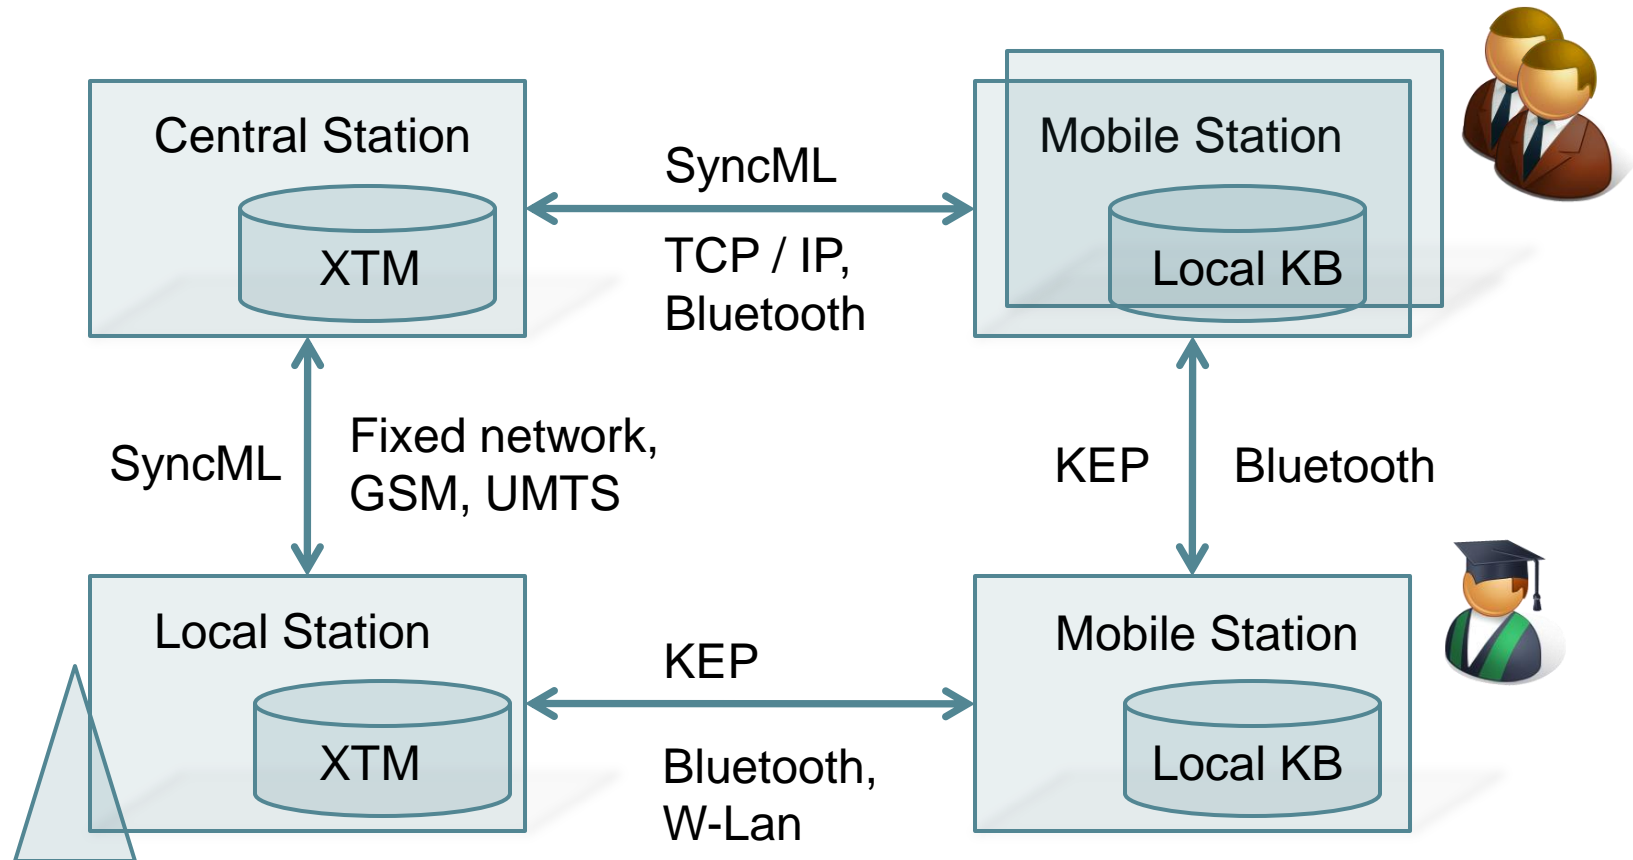 Central Station
XTM
SyncML
TCP / IP,
Bluetooth
Mobile Station
Local KB
SyncML
Fixed network,
GSM, UMTS
KEP
Bluetooth
Local Station
XTM
KEP
Bluetooth,
W-Lan
Mobile Station
Local KB